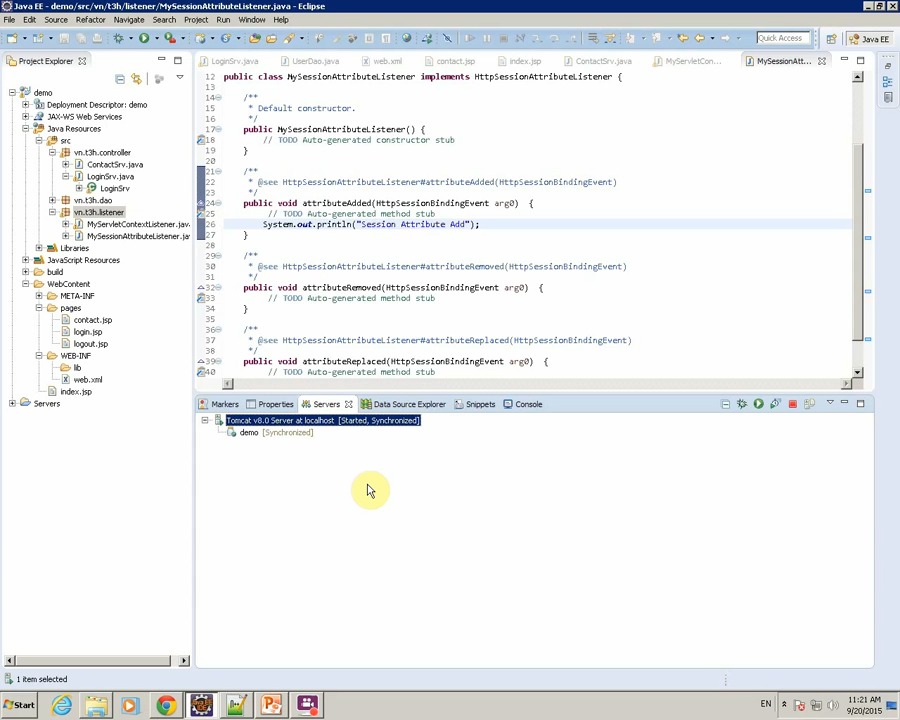 Java EE - demo/src/vn/t3h/listener/MySessionAttributeListener.java - Eclipse
File Edit Source Refactor Navigate Search Project Run Window Help
Quick Access Java EE
Project Explorer
LoginSrv.java UserDao.java web.xml contact.jsp index.jsp ContactSrv.java MyServletCon... MySessionAtt...
demo
Deployment Descriptor: demo
JAX-WS Web Services
Java Resources
src
vn.t3h.controller
ContactSrv.java
LoginSrv.java
LoginSrv
vn.t3h.dao
vn.t3h.listener
MyServletContextListener.java
MySessionAttributeListener.java
Libraries
JavaScript Resources
build
WebContent
META-INF
pages
contact.jsp
login.jsp
logout.jsp
WEB-INF
lib
web.xml
index.jsp
Servers
12 public class MySessionAttributeListener implements HttpSessionAttributeListener {
13
14 /**
15 * Default constructor.
16 */
17 public MySessionAttributeListener() {
18 // TODO Auto-generated constructor stub
19 }
20
21 /**
22 * @see HttpSessionAttributeListener#attributeAdded(HttpSessionBindingEvent)
23 */
24 public void attributeAdded(HttpSessionBindingEvent arg0) {
25 // TODO Auto-generated method stub
26 System.out.println("Session Attribute Add");
27 }
28
29 /**
30 * @see HttpSessionAttributeListener#attributeRemoved(HttpSessionBindingEvent)
31 */
32 public void attributeRemoved(HttpSessionBindingEvent arg0) {
33 // TODO Auto-generated method stub
34 }
35
36 /**
37 * @see HttpSessionAttributeListener#attributeReplaced(HttpSessionBindingEvent)
38 */
39 public void attributeReplaced(HttpSessionBindingEvent arg0) {
40 // TODO Auto-generated method stub
Markers Properties Servers Data Source Explorer Snippets Console
Tomcat v8.0 Server at localhost [Started, Synchronized]
demo [Synchronized]
1 item selected
Start
EN
11:21 AM
9/20/2015